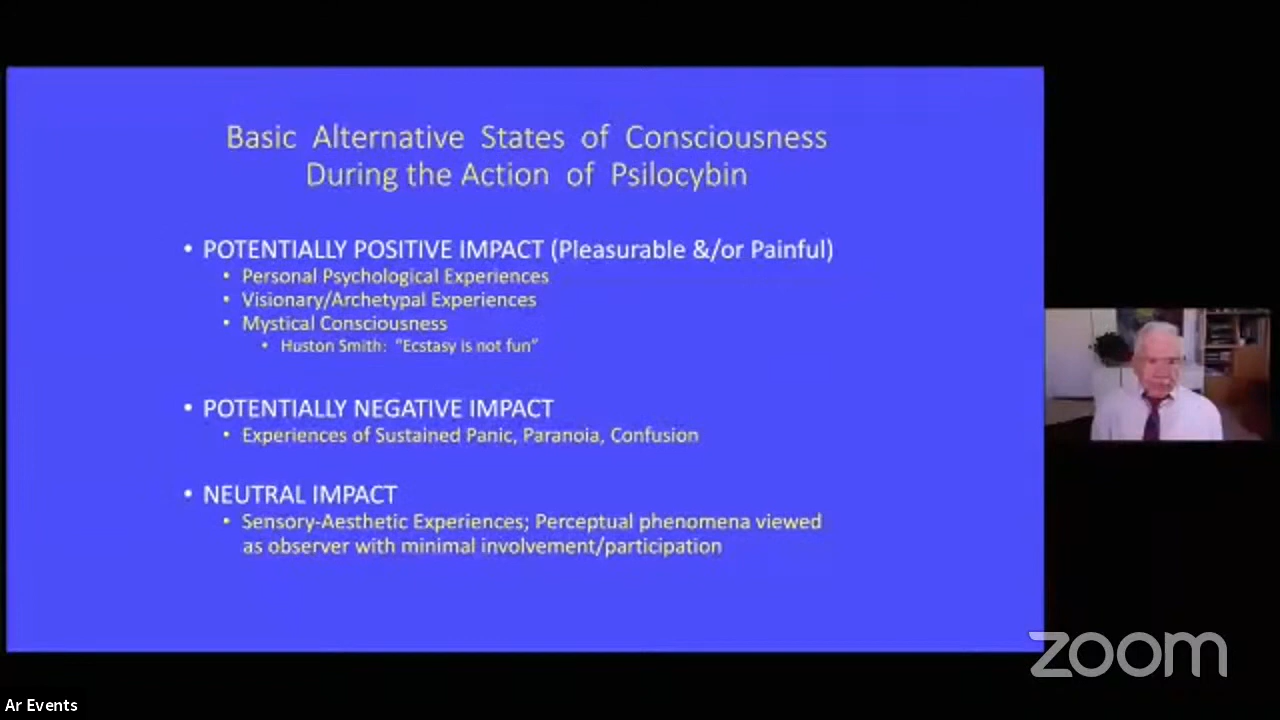 Basic Alternative States of Consciousness
During the Action of Psilocybin
• POTENTIALLY POSITIVE IMPACT (Pleasurable &/or Painful)
• Personal Psychological Experiences
• Visionary/Archetypal Experiences
• Mystical Consciousness
• Huston Smith: “Ecstasy is not fun”
• POTENTIALLY NEGATIVE IMPACT
• Experiences of Sustained Panic, Paranoia, Confusion
• NEUTRAL IMPACT
• Sensory-Aesthetic Experiences; Perceptual phenomena viewed
as observer with minimal involvement/participation
zoom
Ar Events